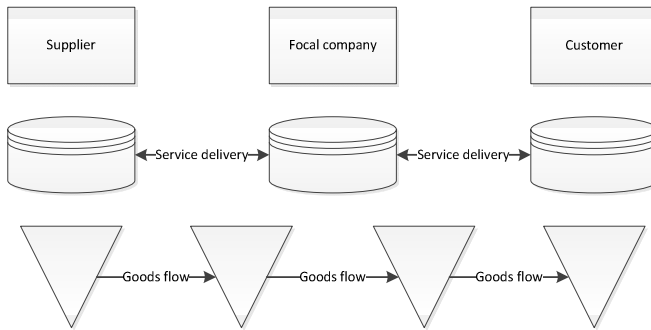 Supplier
Focal company
Customer
Service delivery
Service delivery
Goods flow
Goods flow
Goods flow